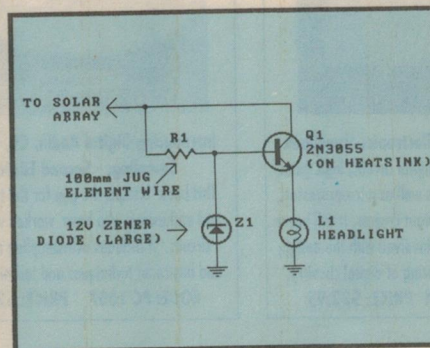 TO SOLAR
ARRAY
R1
100mm JUG
ELEMENT WIRE
12V ZENER
DIODE (LARGE)
Z1
Q1
2N3055
(ON HEATSINK)
L1
HEADLIGHT